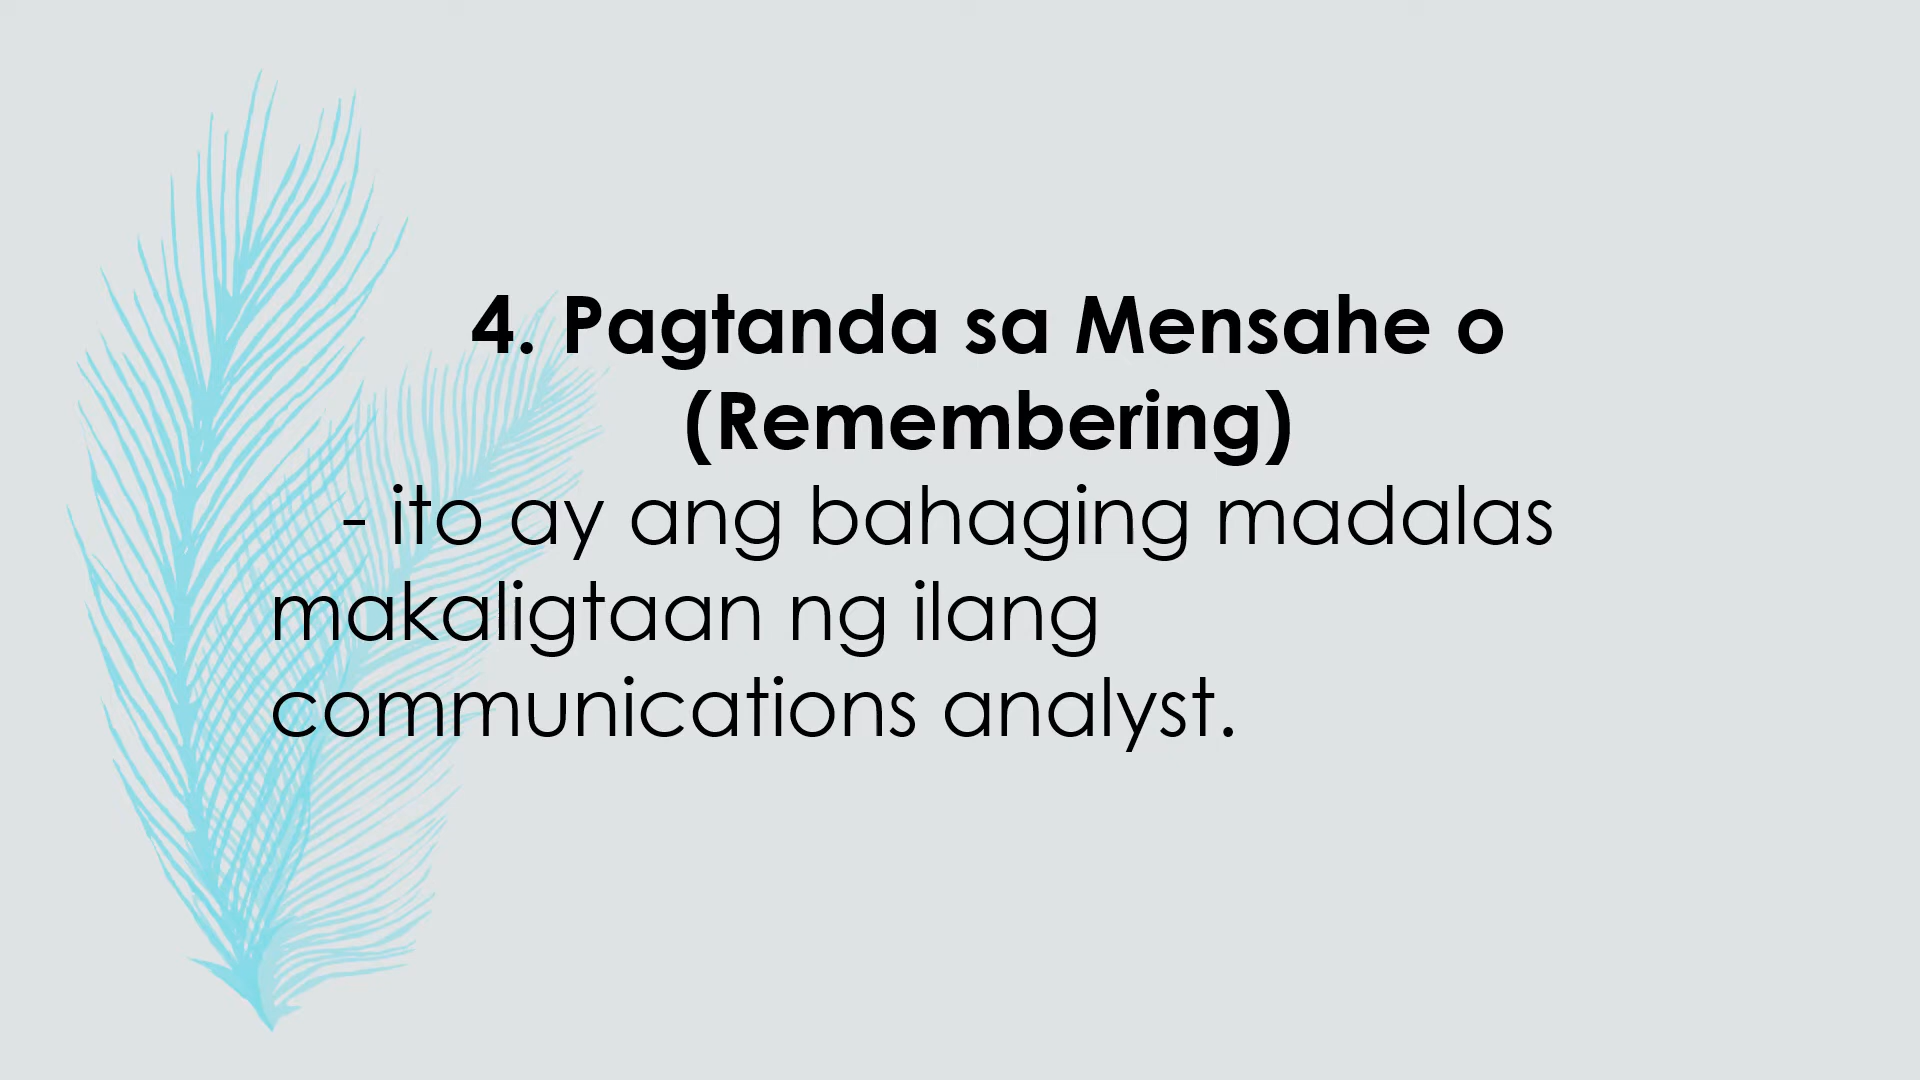 4. Pagtanda sa Mensahe o
(Remembering)
- ito ay ang bahaging madalas
makaligtaan ng ilang
communications analyst.